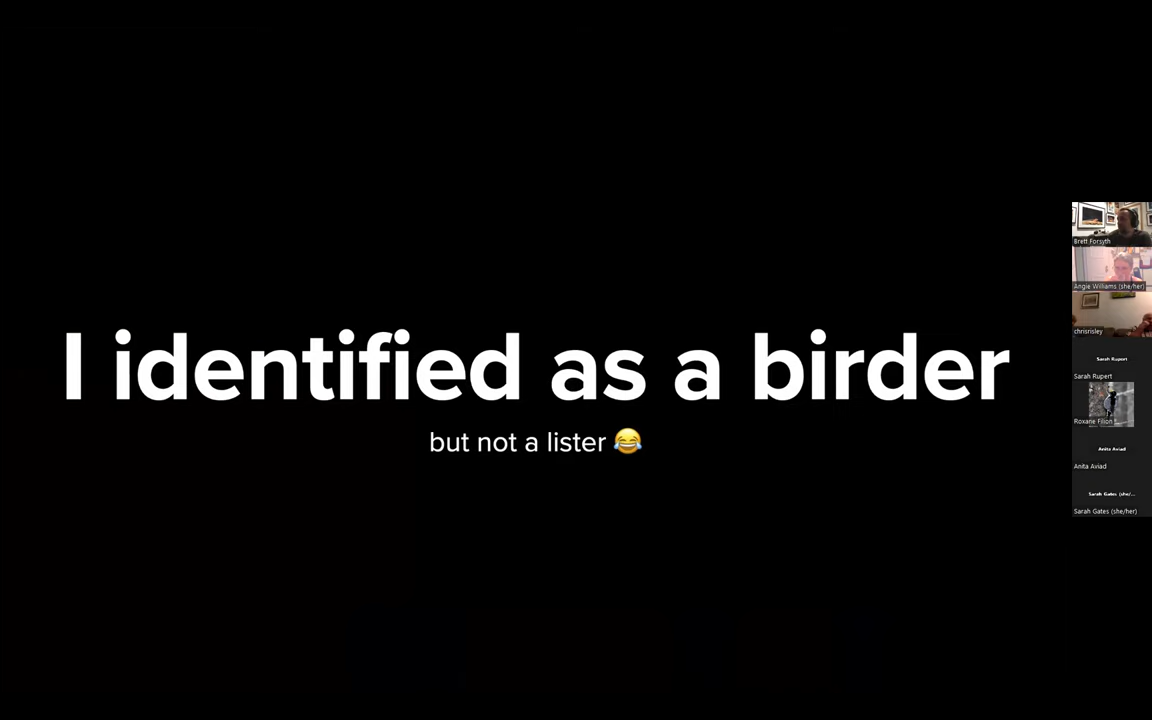 I identified as a birder
but not a lister 😂
Brett Forsyth
Angie Williams (she/her)
chrisrisley
Sarah Rupert
Sarah Rupert
Roxane Filion
Anita Aviad
Anita Aviad
Sarah Gates (she/...
Sarah Gates (she/her)